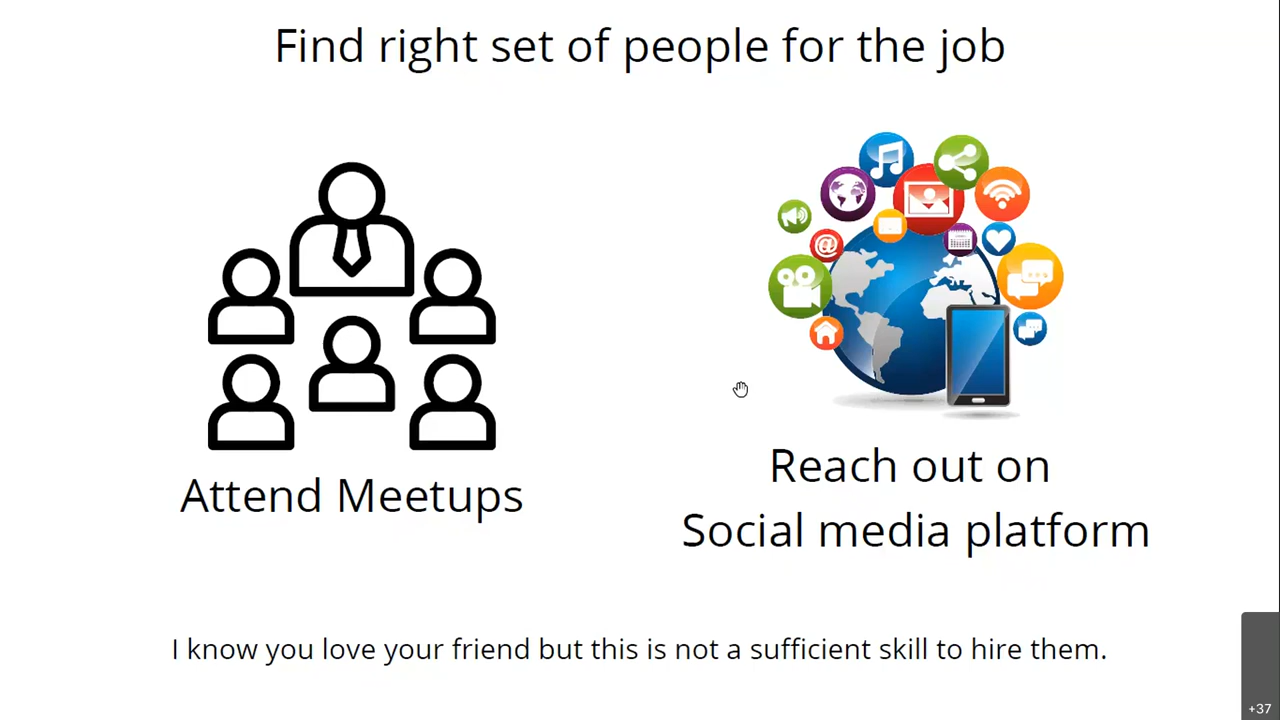 Find right set of people for the job
Attend Meetups
Reach out on
Social media platform
I know you love your friend but this is not a sufficient skill to hire them.
+37